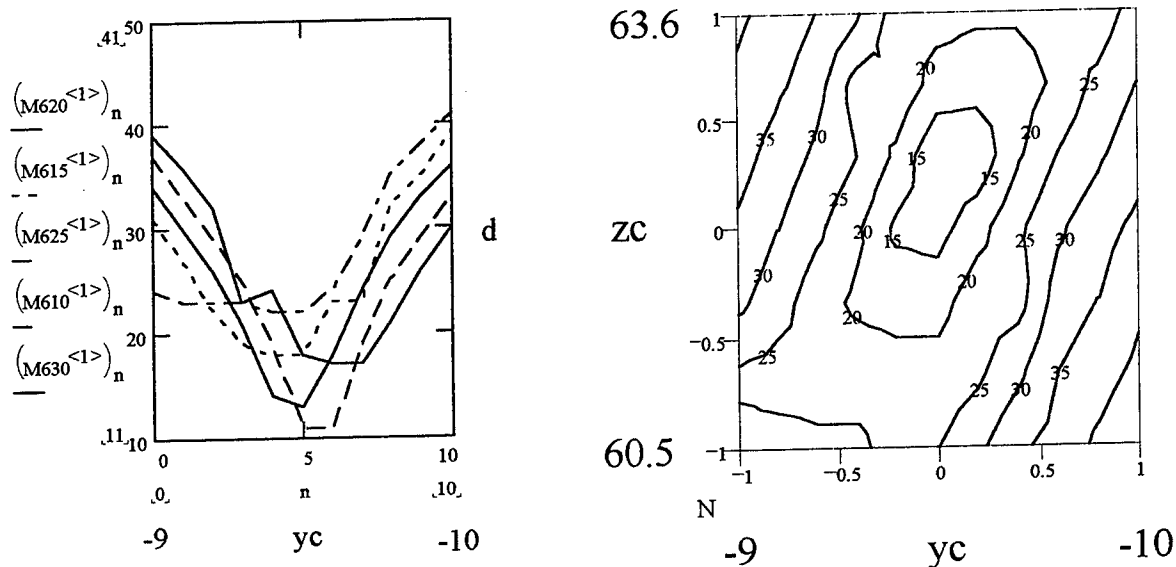 50
⌞41⌟
(M620<1>)n
40
(M615<1>)n
30
(M625<1>)n
20
(M610<1>)n
(M630<1>)n
⌞11⌟
10
0 5 10
⌞0⌟ n ⌞10⌟
-9 yc -10
d
63.6
1
0.5
zc
0
−0.5
60.5
−1
−1 −0.5 0 0.5 1
N
-9 yc -10
20 25
20
35 30 15
15
25
20 15 25 30
30 20
20
25 35
25 30